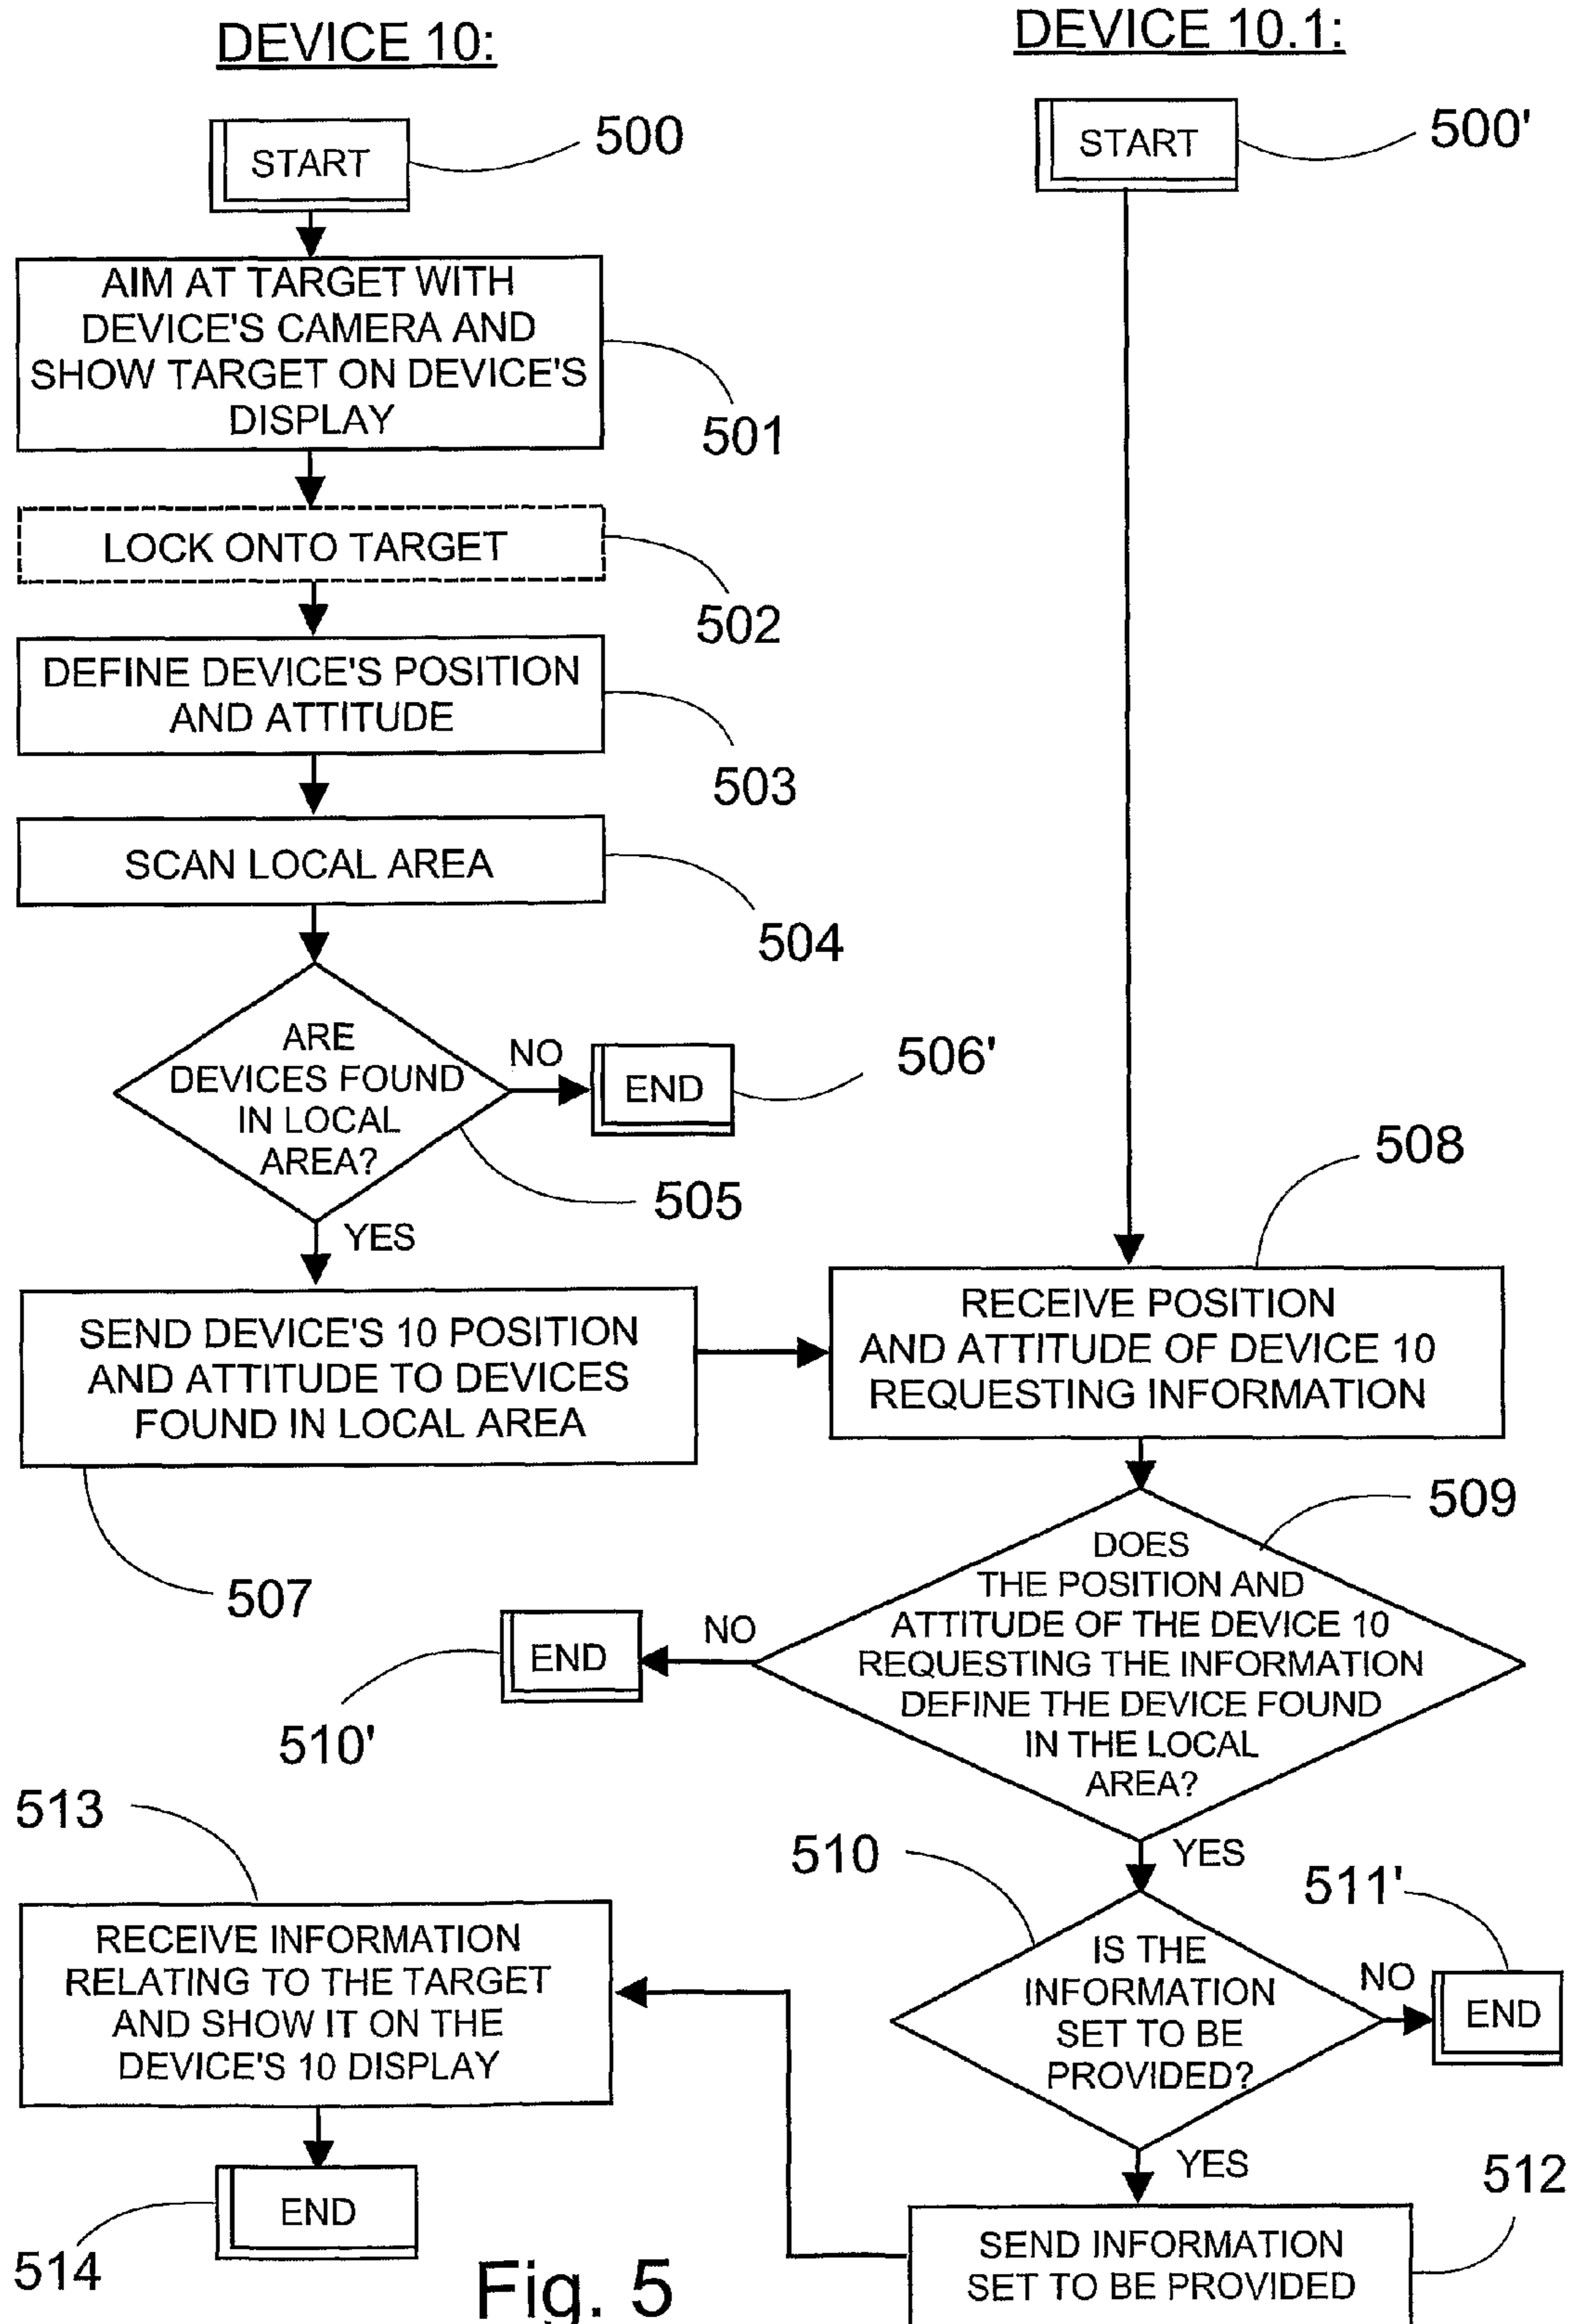 DEVICE 10:
START
500
AIM AT TARGET WITH
DEVICE'S CAMERA AND
SHOW TARGET ON DEVICE'S
DISPLAY
501
LOCK ONTO TARGET
502
DEFINE DEVICE'S POSITION
AND ATTITUDE
503
SCAN LOCAL AREA
504
ARE
DEVICES FOUND
IN LOCAL
AREA?
505
NO
END
506'
YES
SEND DEVICE'S 10 POSITION
AND ATTITUDE TO DEVICES
FOUND IN LOCAL AREA
507
DEVICE 10.1:
START
500'
508
RECEIVE POSITION
AND ATTITUDE OF DEVICE 10
REQUESTING INFORMATION
509
DOES
THE POSITION AND
ATTITUDE OF THE DEVICE 10
REQUESTING THE INFORMATION
DEFINE THE DEVICE FOUND
IN THE LOCAL
AREA?
NO
END
510'
YES
510
IS THE
INFORMATION
SET TO BE
PROVIDED?
NO
END
511'
YES
512
SEND INFORMATION
SET TO BE PROVIDED
513
RECEIVE INFORMATION
RELATING TO THE TARGET
AND SHOW IT ON THE
DEVICE'S 10 DISPLAY
END
514
Fig. 5